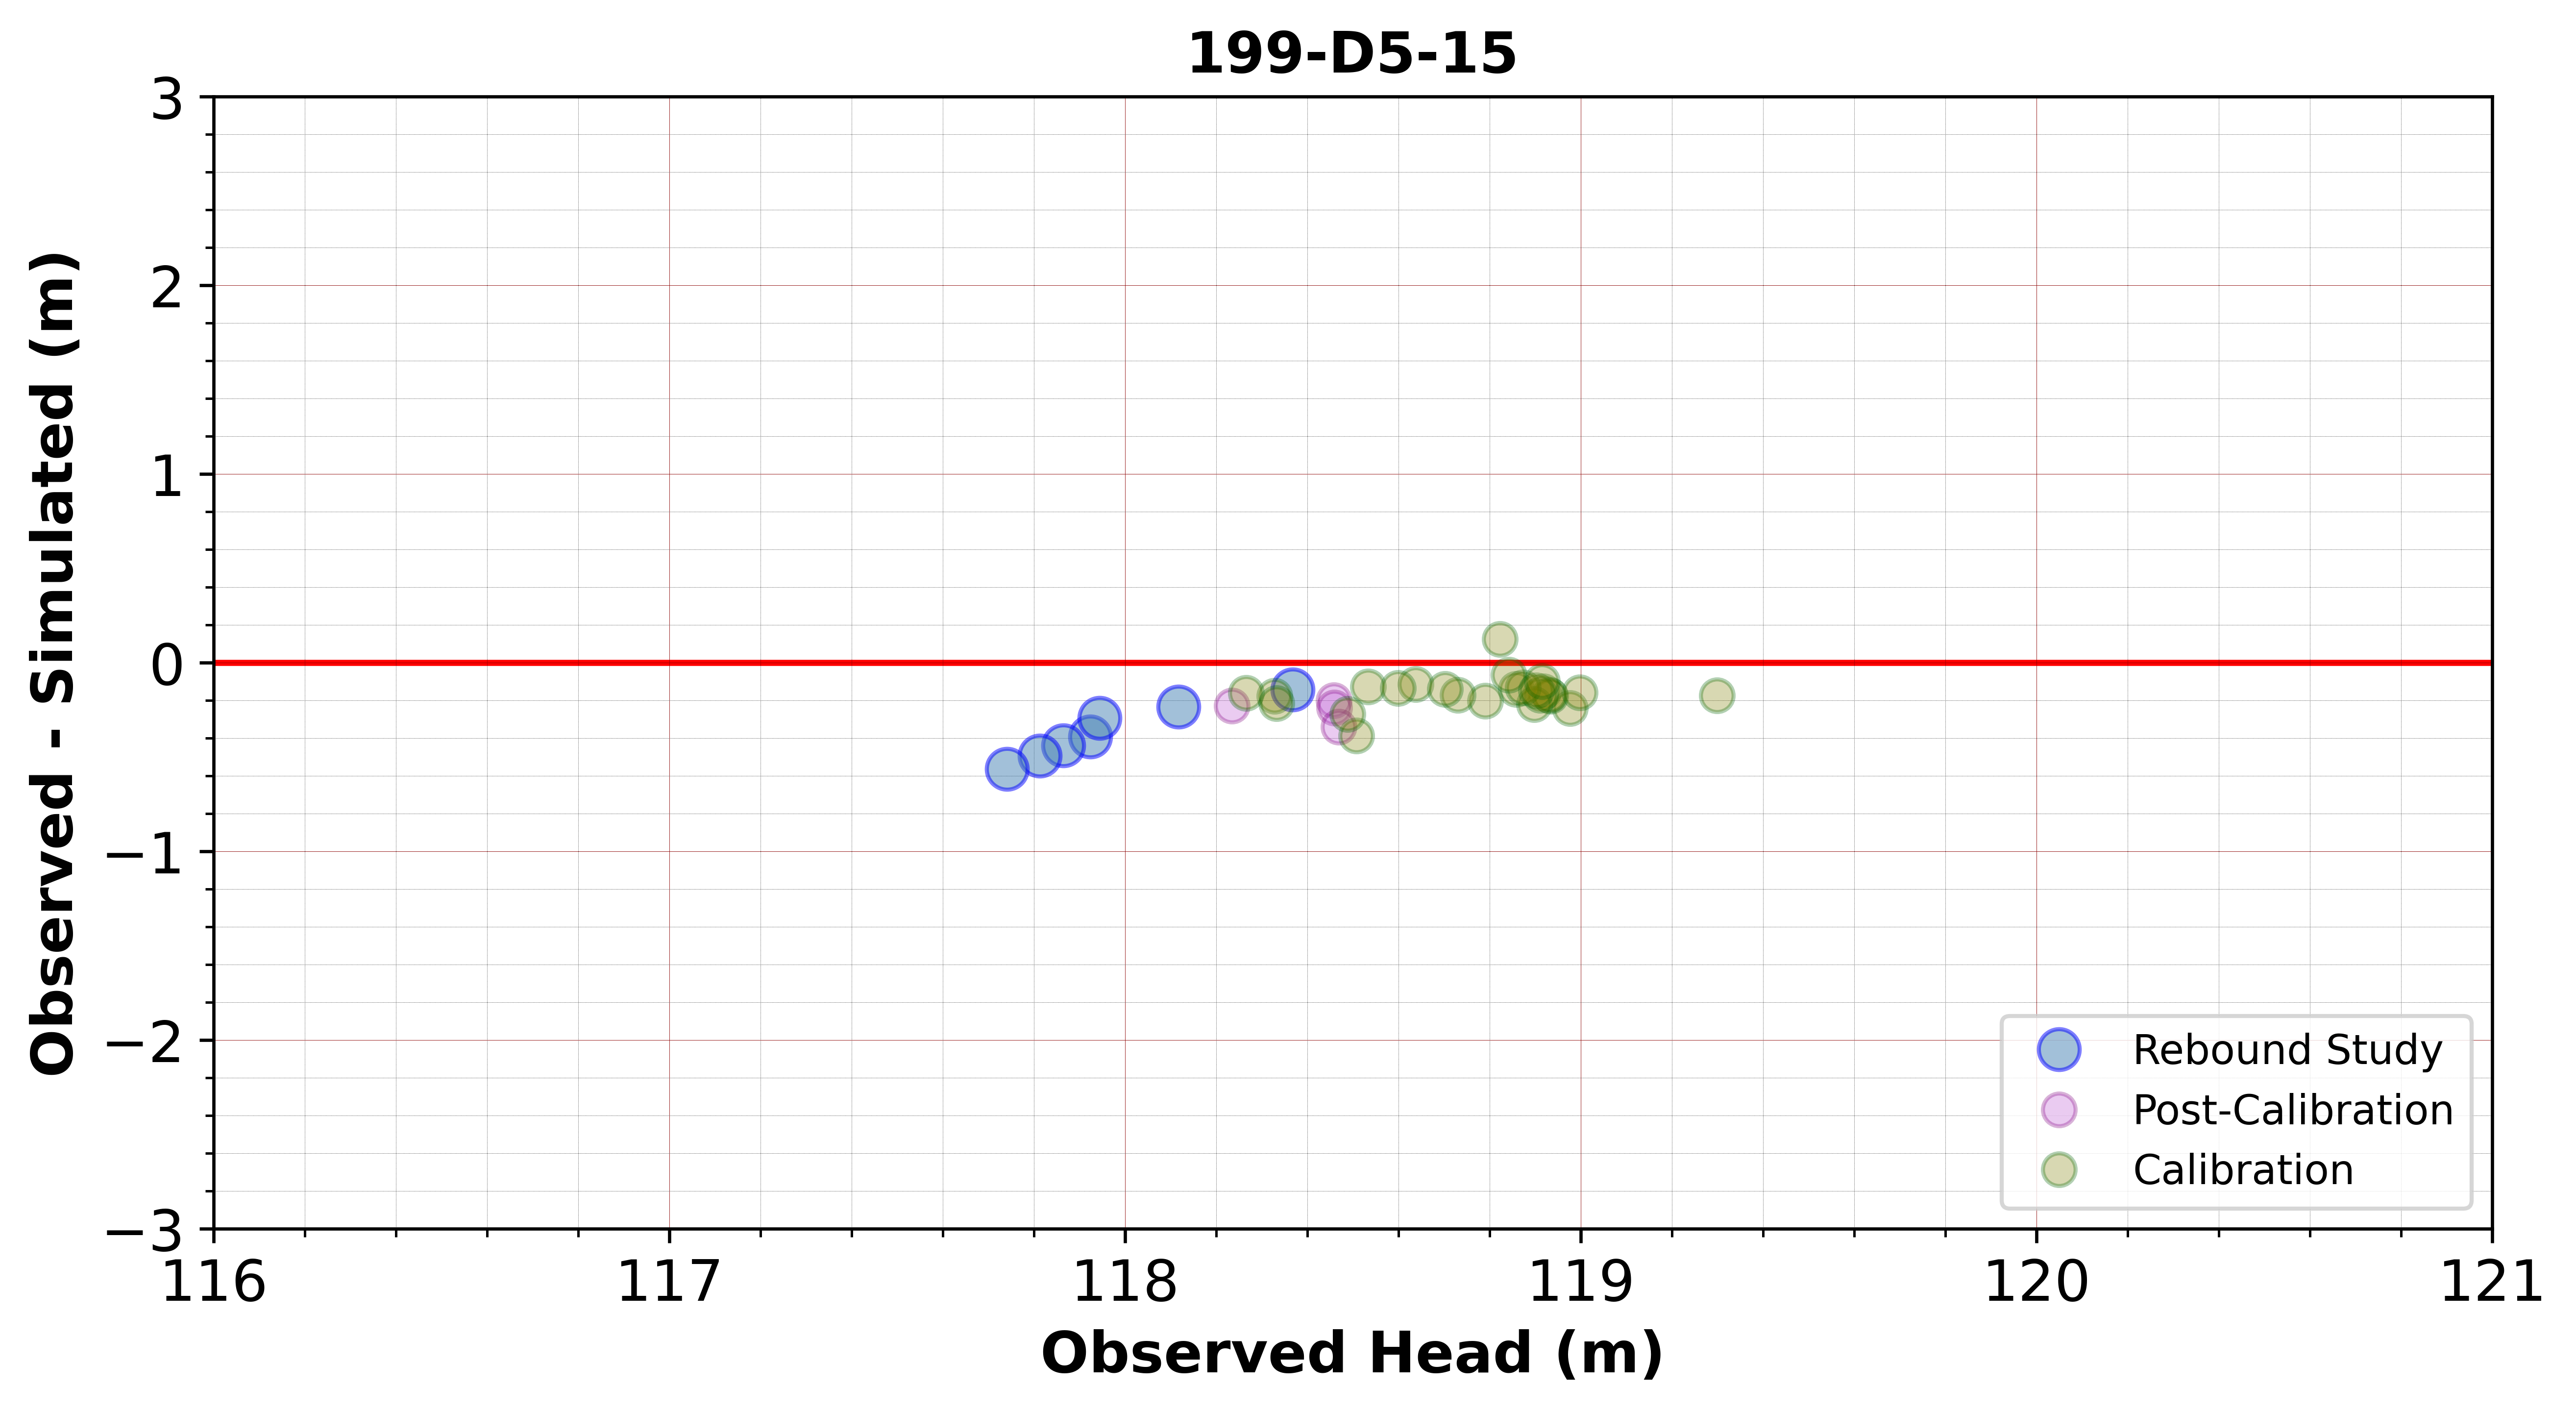 199-D5-15
Observed - Simulated (m)
3
2
1
0
−1
−2
−3
116 117 118 119 120 121
Observed Head (m)
Rebound Study
Post-Calibration
Calibration